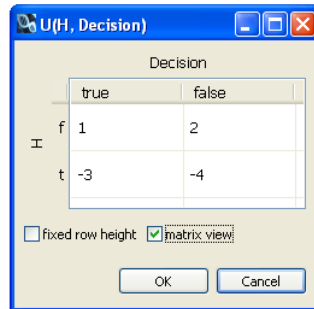 U(H, Decision)
Decision
true false
H
f 1 2
t -3 -4
fixed row height matrix view
OK Cancel